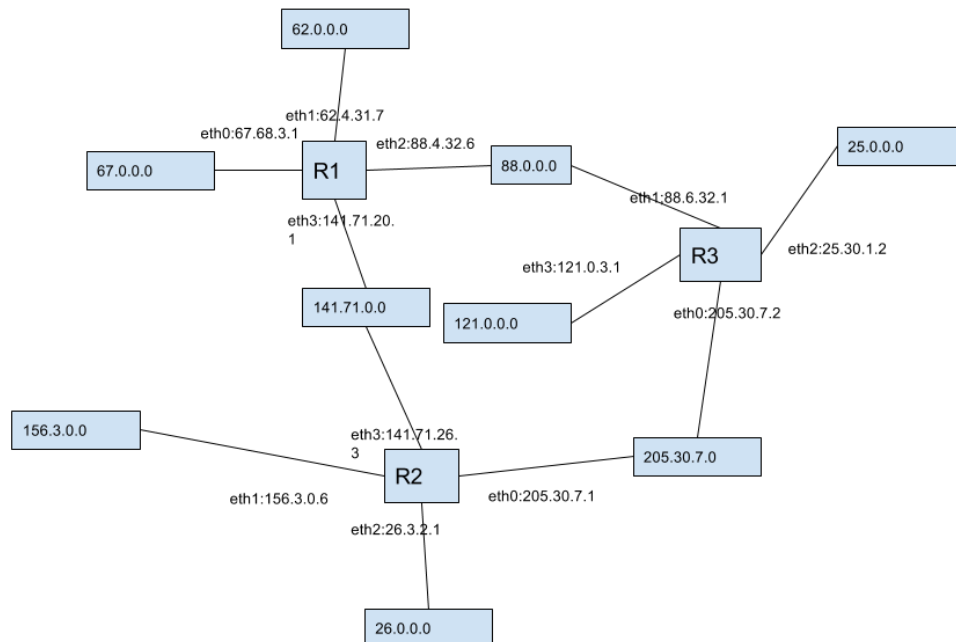 62.0.0.0
eth1:62.4.31.7
eth0:67.68.3.1
eth2:88.4.32.6
25.0.0.0
67.0.0.0
R1
88.0.0.0
eth1:88.6.32.1
eth3:141.71.20.
1
R3
eth2:25.30.1.2
eth3:121.0.3.1
141.71.0.0
121.0.0.0
eth0:205.30.7.2
156.3.0.0
eth3:141.71.26.
3
205.30.7.0
R2
eth1:156.3.0.6
eth0:205.30.7.1
eth2:26.3.2.1
26.0.0.0